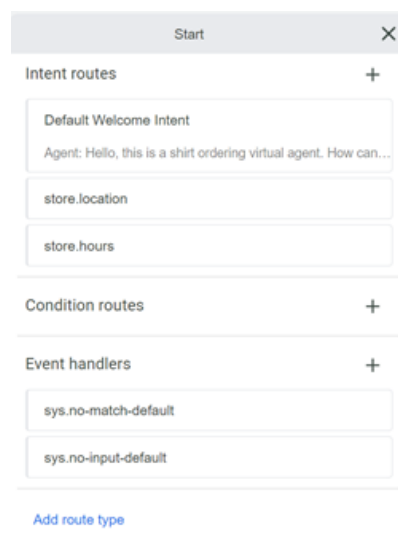 Start
Intent routes
Default Welcome Intent
Agent: Hello, this is a shirt ordering virtual agent. How can...
store.location
store.hours
Condition routes
Event handlers
sys.no-match-default
sys.no-input-default
Add route type